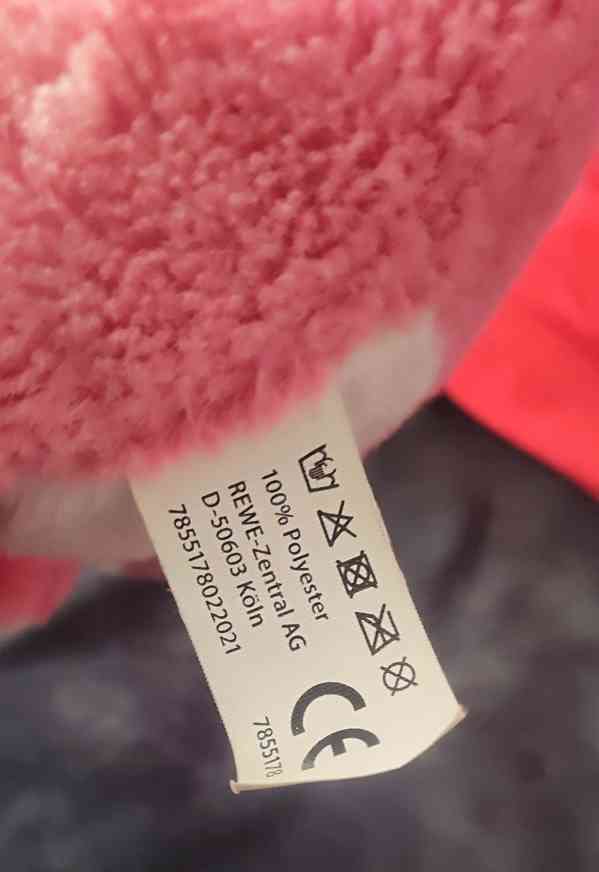 100% Polyester
REWE-Zentral AG
D-50603 Köln
7855178022021
CE
7855178